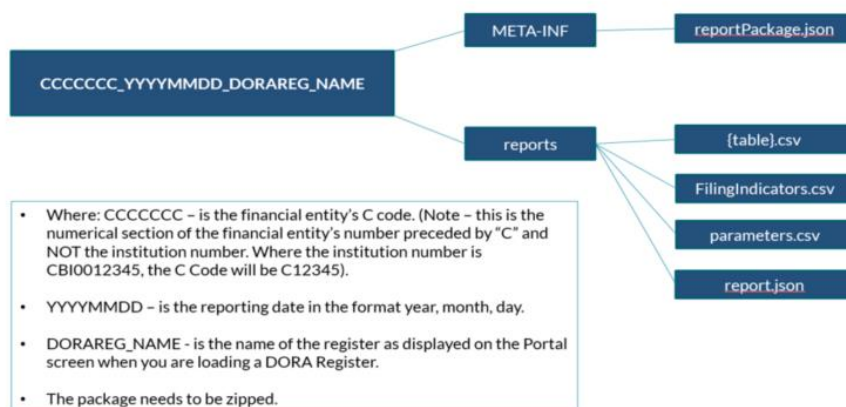 META-INF
reportPackage.json
CCCCCCC_YYYYMMDD_DORAREG_NAME
reports
{table}.csv
FilingIndicators.csv
parameters.csv
report.json
• Where: CCCCCCC – is the financial entity's C code. (Note – this is the
numerical section of the financial entity's number preceded by "C" and
NOT the institution number. Where the institution number is
CBI0012345, the C Code will be C12345).
• YYYYMMDD – is the reporting date in the format year, month, day.
• DORAREG_NAME - is the name of the register as displayed on the Portal
screen when you are loading a DORA Register.
• The package needs to be zipped.